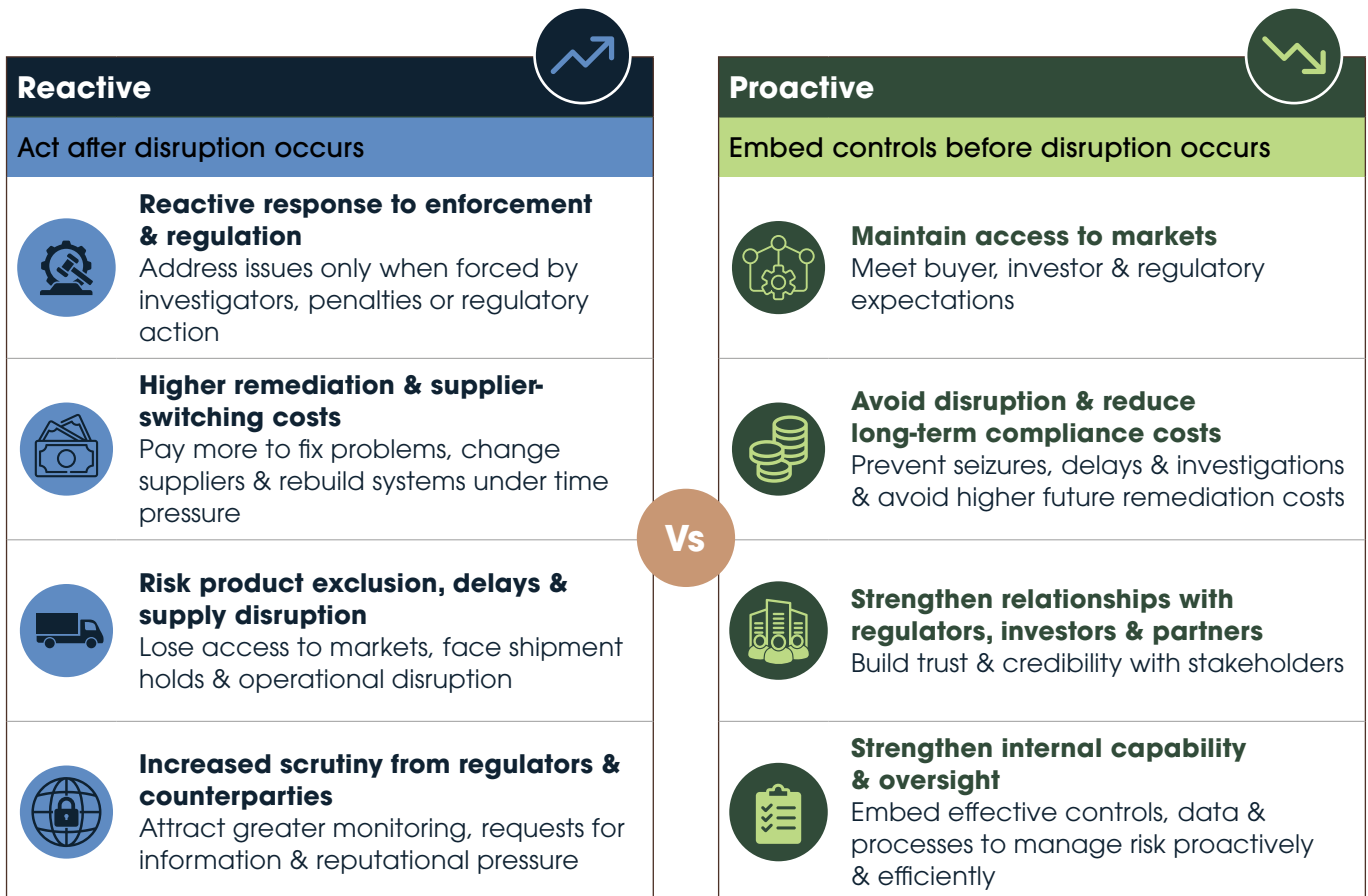 Reactive
Act after disruption occurs
Reactive response to enforcement
& regulation
Address issues only when forced by
investigators, penalties or regulatory
action
Higher remediation & supplier-
switching costs
Pay more to fix problems, change
suppliers & rebuild systems under time
pressure
Risk product exclusion, delays &
supply disruption
Lose access to markets, face shipment
holds & operational disruption
Increased scrutiny from regulators &
counterparties
Attract greater monitoring, requests for
information & reputational pressure
Vs
Proactive
Embed controls before disruption occurs
Maintain access to markets
Meet buyer, investor & regulatory
expectations
Avoid disruption & reduce
long-term compliance costs
Prevent seizures, delays & investigations
& avoid higher future remediation costs
Strengthen relationships with
regulators, investors & partners
Build trust & credibility with stakeholders
Strengthen internal capability
& oversight
Embed effective controls, data &
processes to manage risk proactively
& efficiently